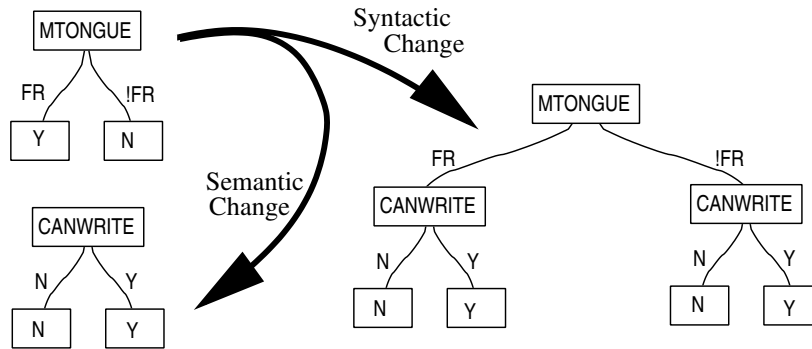 MTONGUE
FR !FR
Y N
Syntactic
Change
Semantic
Change
CANWRITE
N Y
N Y
MTONGUE
FR !FR
CANWRITE CANWRITE
N Y N Y
N Y N Y